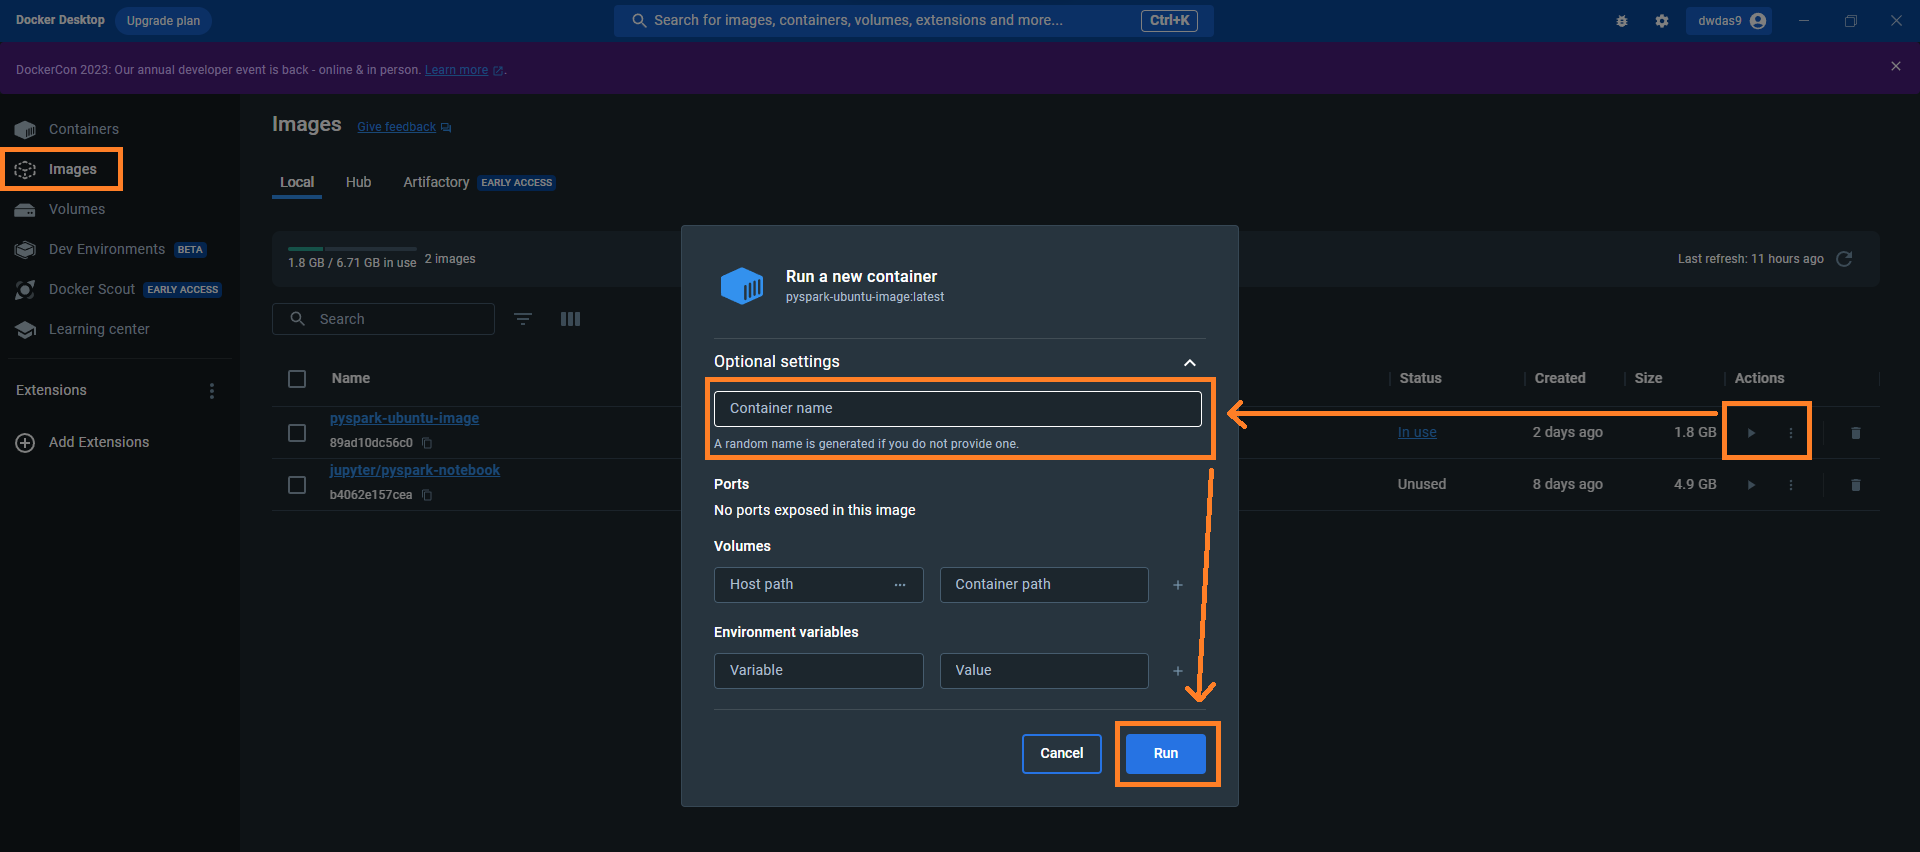 Docker Desktop Upgrade plan Search for images, containers, volumes, extensions and more... Ctrl+K dwdas9
DockerCon 2023: Our annual developer event is back - online & in person. Learn more .
Containers
Images
Volumes
Dev Environments BETA
Docker Scout EARLY ACCESS
Learning center
Extensions
Add Extensions
Images Give feedback
Local Hub Artifactory EARLY ACCESS
1.8 GB / 6.71 GB in use 2 images
Last refresh: 11 hours ago
Search
Name Status Created Size Actions
pyspark-ubuntu-image
89ad10dc56c0
In use 2 days ago 1.8 GB
jupyter/pyspark-notebook
b4062e157cea
Unused 8 days ago 4.9 GB
Run a new container
pyspark-ubuntu-image:latest
Optional settings
Container name
A random name is generated if you do not provide one.
Ports
No ports exposed in this image
Volumes
Host path ... Container path +
Environment variables
Variable Value +
Cancel Run